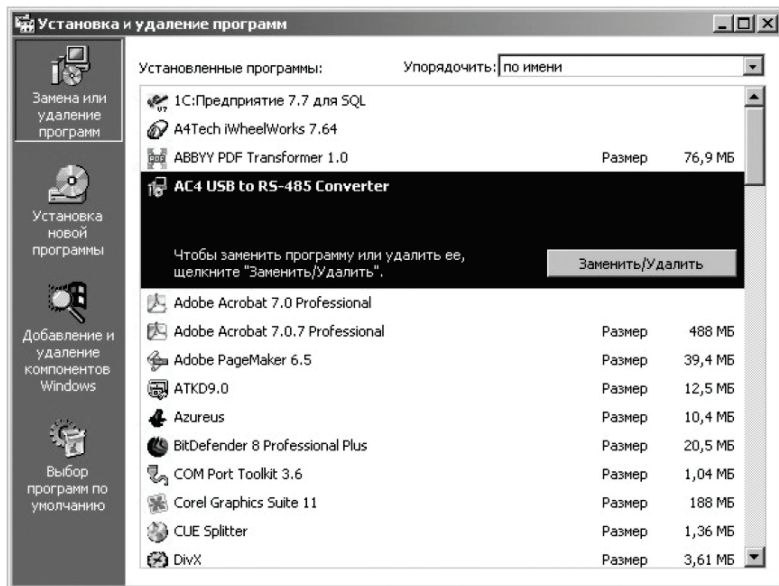 Установка и удаление программ
Замена или
удаление
программ
Установка
новой
программы
Добавление и
удаление
компонентов
Windows
Выбор
программ по
умолчанию
Установленные программы: Упорядочить: по имени
1С:Предприятие 7.7 для SQL
A4Tech iWheelWorks 7.64
ABBYY PDF Transformer 1.0 Размер 76,9 МБ
AC4 USB to RS-485 Converter
Чтобы заменить программу или удалить ее,
щелкните "Заменить/Удалить". Заменить/Удалить
Adobe Acrobat 7.0 Professional
Adobe Acrobat 7.0.7 Professional Размер 488 МБ
Adobe PageMaker 6.5 Размер 39,4 МБ
ATKD9.0 Размер 12,5 МБ
Azureus Размер 10,4 МБ
BitDefender 8 Professional Plus Размер 20,5 МБ
COM Port Toolkit 3.6 Размер 1,04 МБ
Corel Graphics Suite 11 Размер 188 МБ
CUE Splitter Размер 1,36 МБ
DivX Размер 3,61 МБ